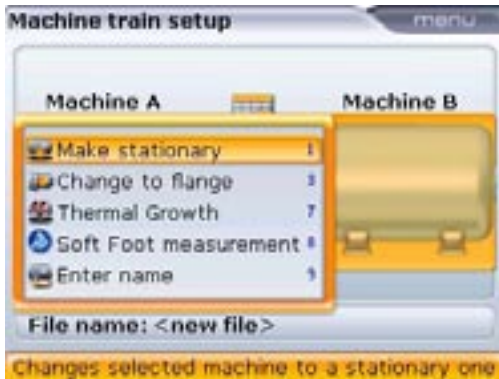 Machine train setup
menu
Machine A Machine B
Make stationary 1
Change to flange 3
Thermal Growth 7
Soft Foot measurement 8
Enter name 9
File name: <new file>
Changes selected machine to a stationary one